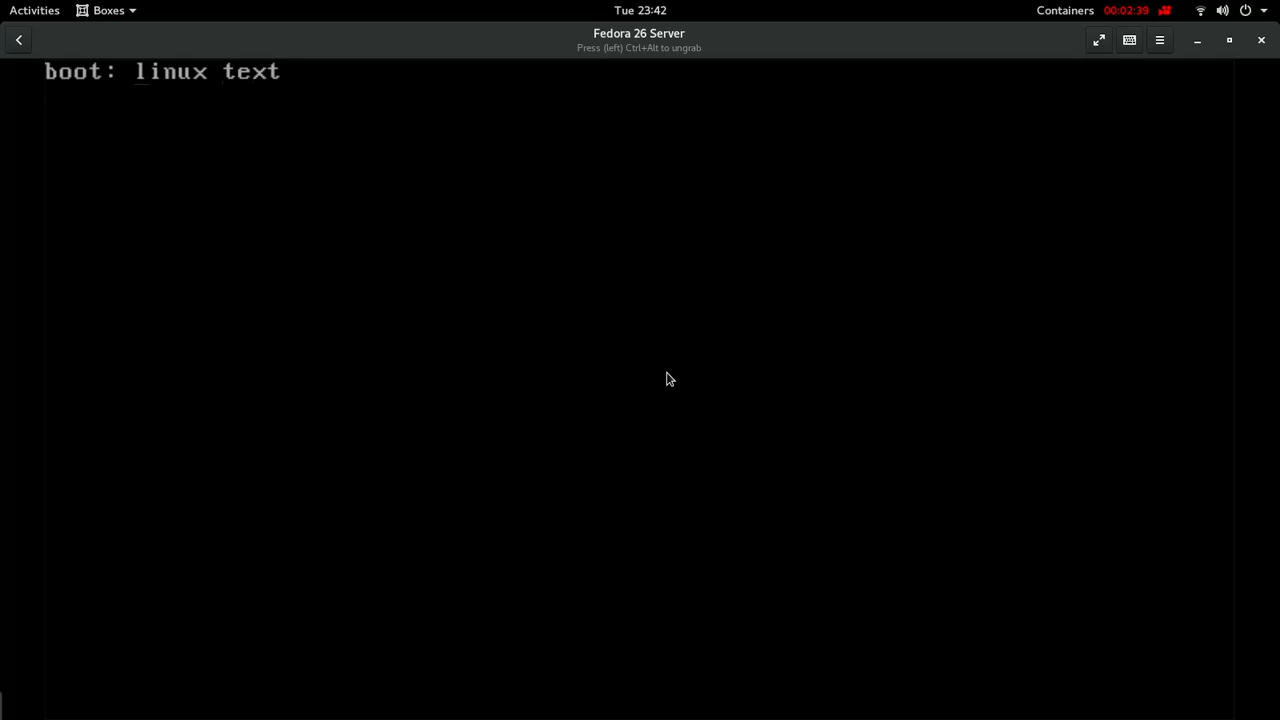 Activities Boxes Tue 23:42 Containers 00:02:39
Fedora 26 Server
Press (left) Ctrl+Alt to ungrab
boot: linux text